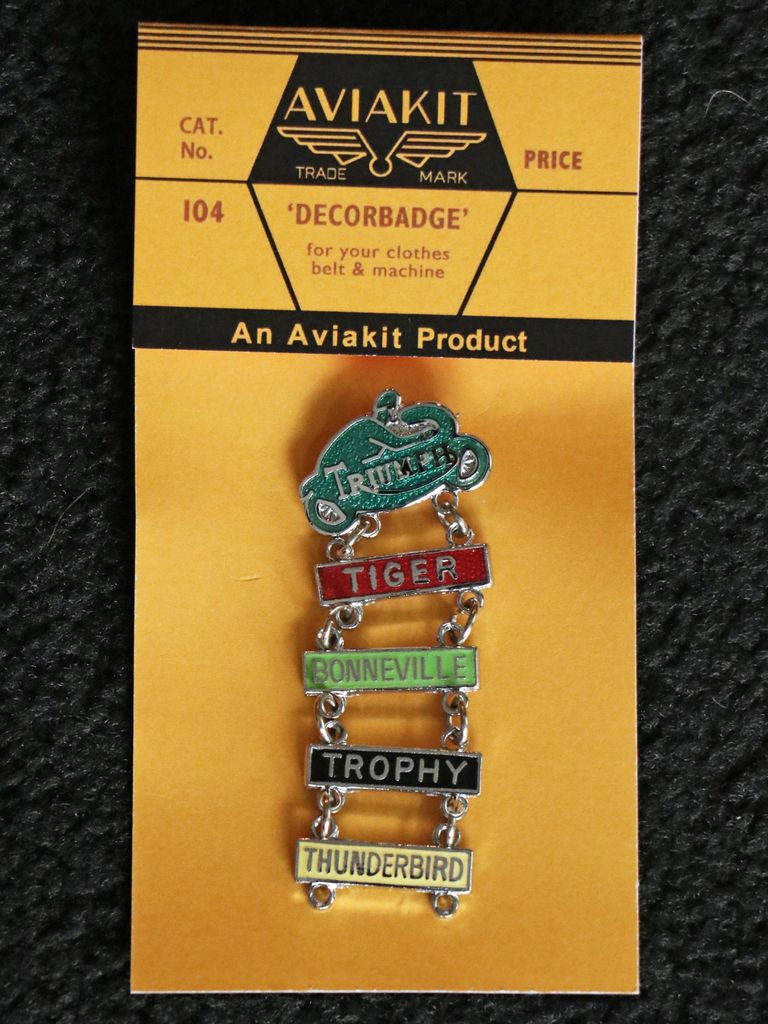 AVIAKIT
TRADE MARK
CAT.
No.
PRICE
104
'DECORBADGE'
for your clothes
belt & machine
An Aviakit Product
TRIUMPH
TIGER
BONNEVILLE
TROPHY
THUNDERBIRD